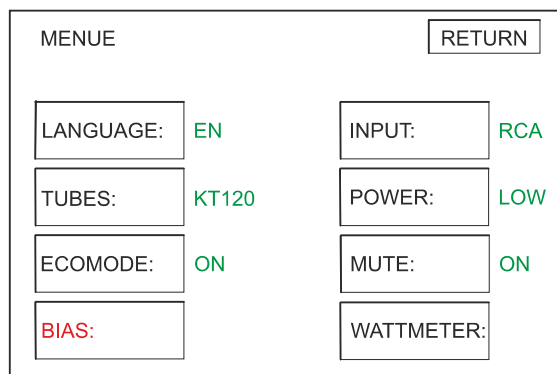 MENUE RETURN
LANGUAGE: EN INPUT: RCA
TUBES: KT120 POWER: LOW
ECOMODE: ON MUTE: ON
BIAS: WATTMETER: